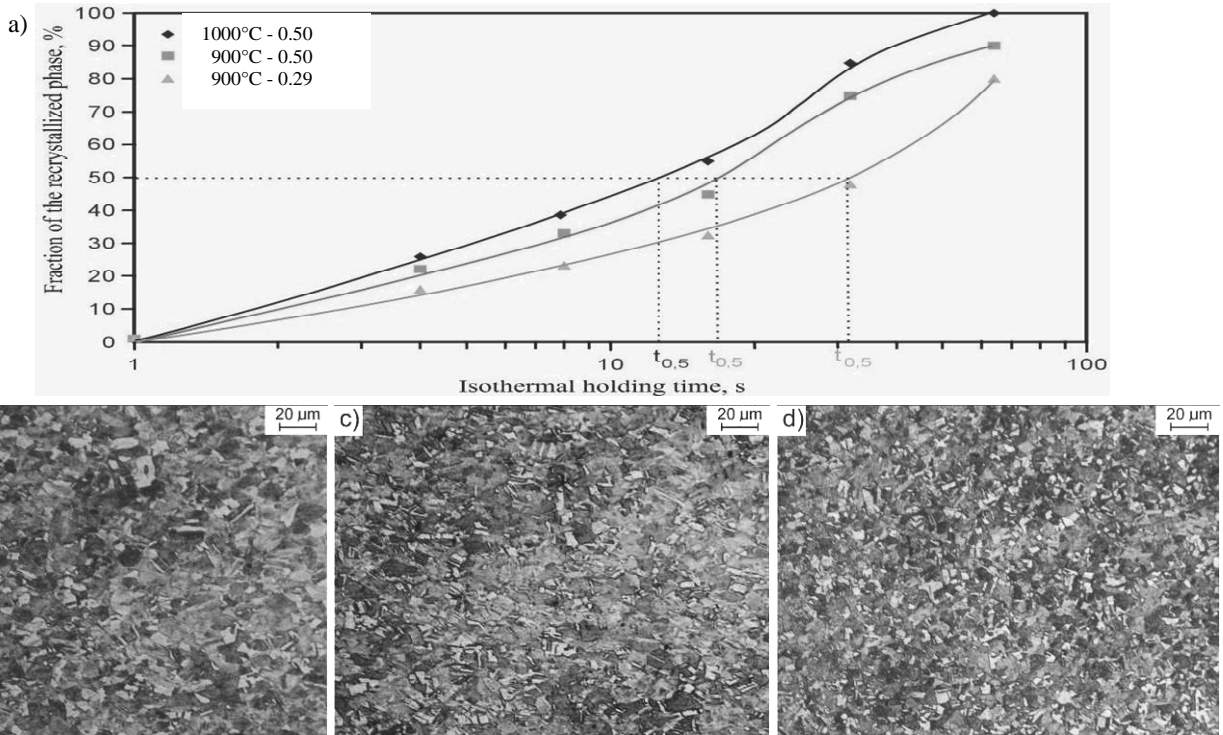 a)
100
90
80
70
60
50
40
30
20
10
0
Fraction of the recrystallized phase, %
1000°C - 0.50
900°C - 0.50
900°C - 0.29
1
10
100
t0,5
t0,5
t0,5
Isothermal holding time, s
20 µm
c)
20 µm
d)
20 µm